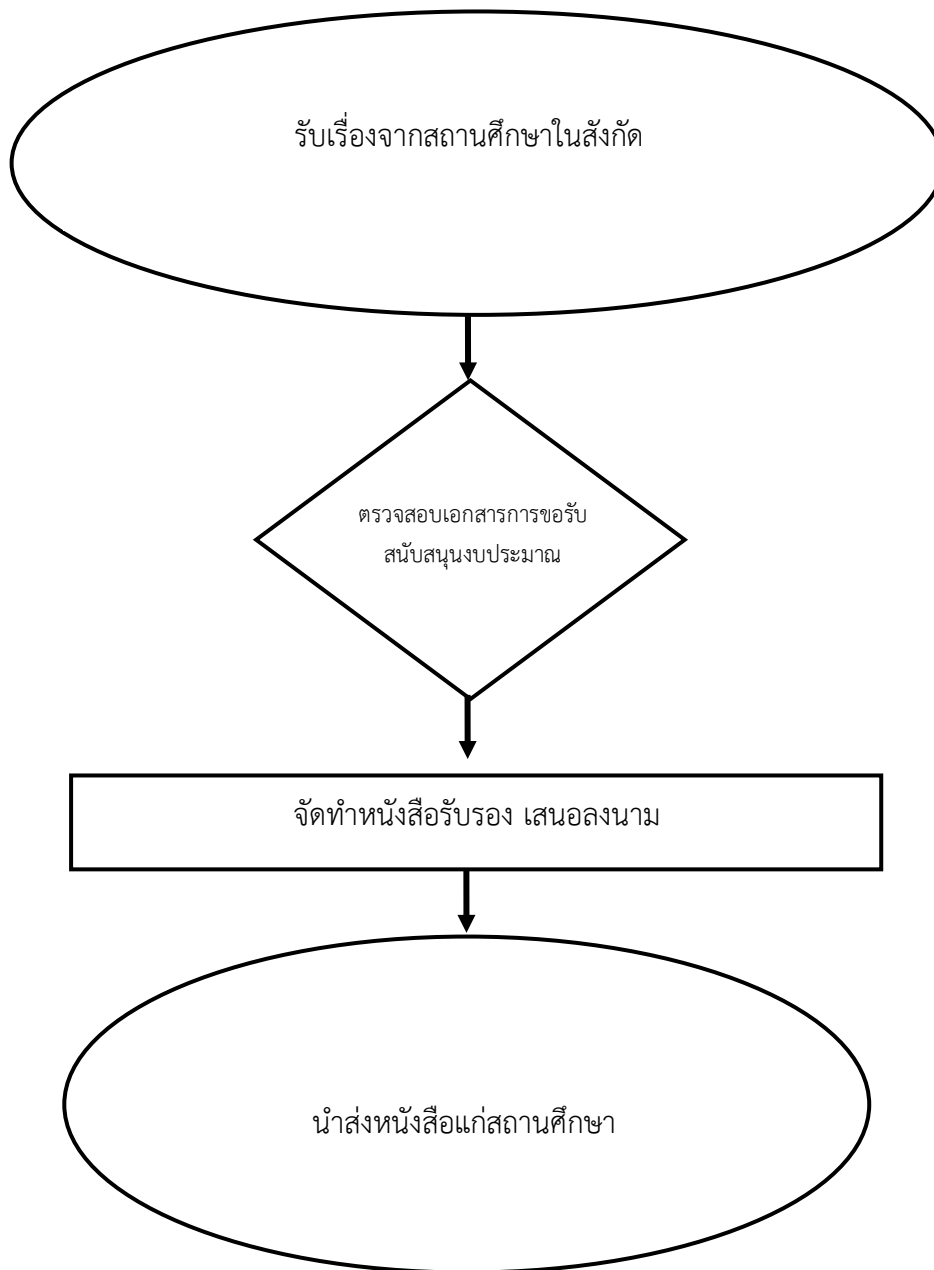 รับเรื่องจากสถานศึกษาในสังกัด
ตรวจสอบเอกสารการขอรับ
สนับสนุนงบประมาณ
จัดทำหนังสือรับรอง เสนอลงนาม
นำส่งหนังสือแก่สถานศึกษา